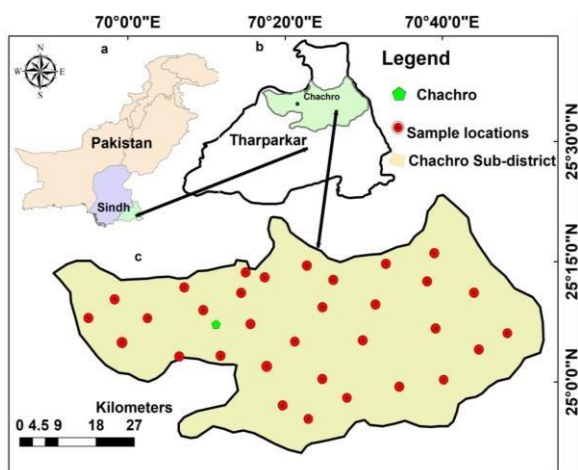 70°0'0"E 70°20'0"E 70°40'0"E
a
b
N
W E
S
Pakistan
Sindh
Chachro
Tharparkar
Legend
Chachro
Sample locations
Chachro Sub-district
25°30'0"N
25°15'0"N
25°0'0"N
c
Kilometers
0 4.5 9 18 27